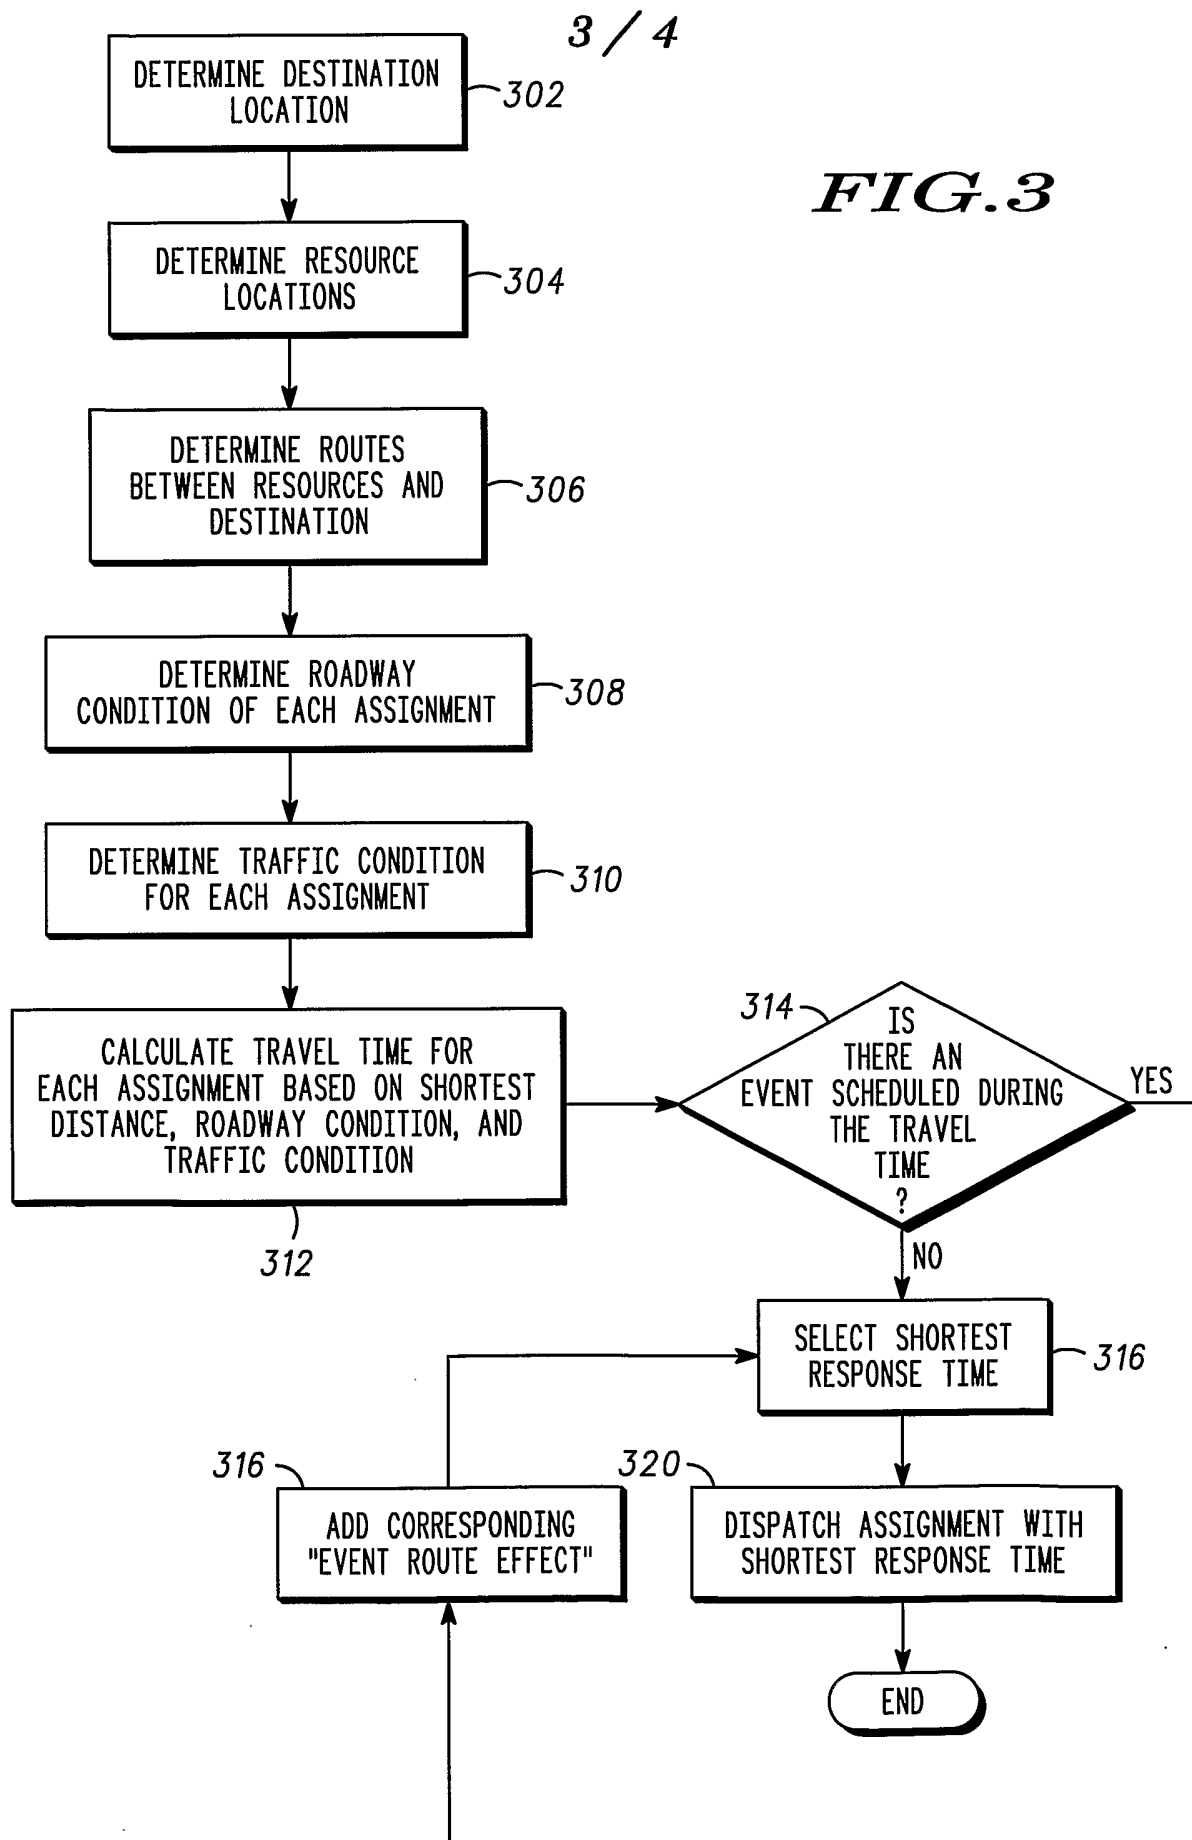 3/4
DETERMINE DESTINATION
LOCATION
302
FIG.3
DETERMINE RESOURCE
LOCATIONS
304
DETERMINE ROUTES
BETWEEN RESOURCES AND
DESTINATION
306
DETERMINE ROADWAY
CONDITION OF EACH ASSIGNMENT
308
DETERMINE TRAFFIC CONDITION
FOR EACH ASSIGNMENT
310
CALCULATE TRAVEL TIME FOR
EACH ASSIGNMENT BASED ON SHORTEST
DISTANCE, ROADWAY CONDITION, AND
TRAFFIC CONDITION
312
314
IS
THERE AN
EVENT SCHEDULED DURING
THE TRAVEL
TIME
?
YES
NO
SELECT SHORTEST
RESPONSE TIME
316
316
ADD CORRESPONDING
"EVENT ROUTE EFFECT"
320
DISPATCH ASSIGNMENT WITH
SHORTEST RESPONSE TIME
END